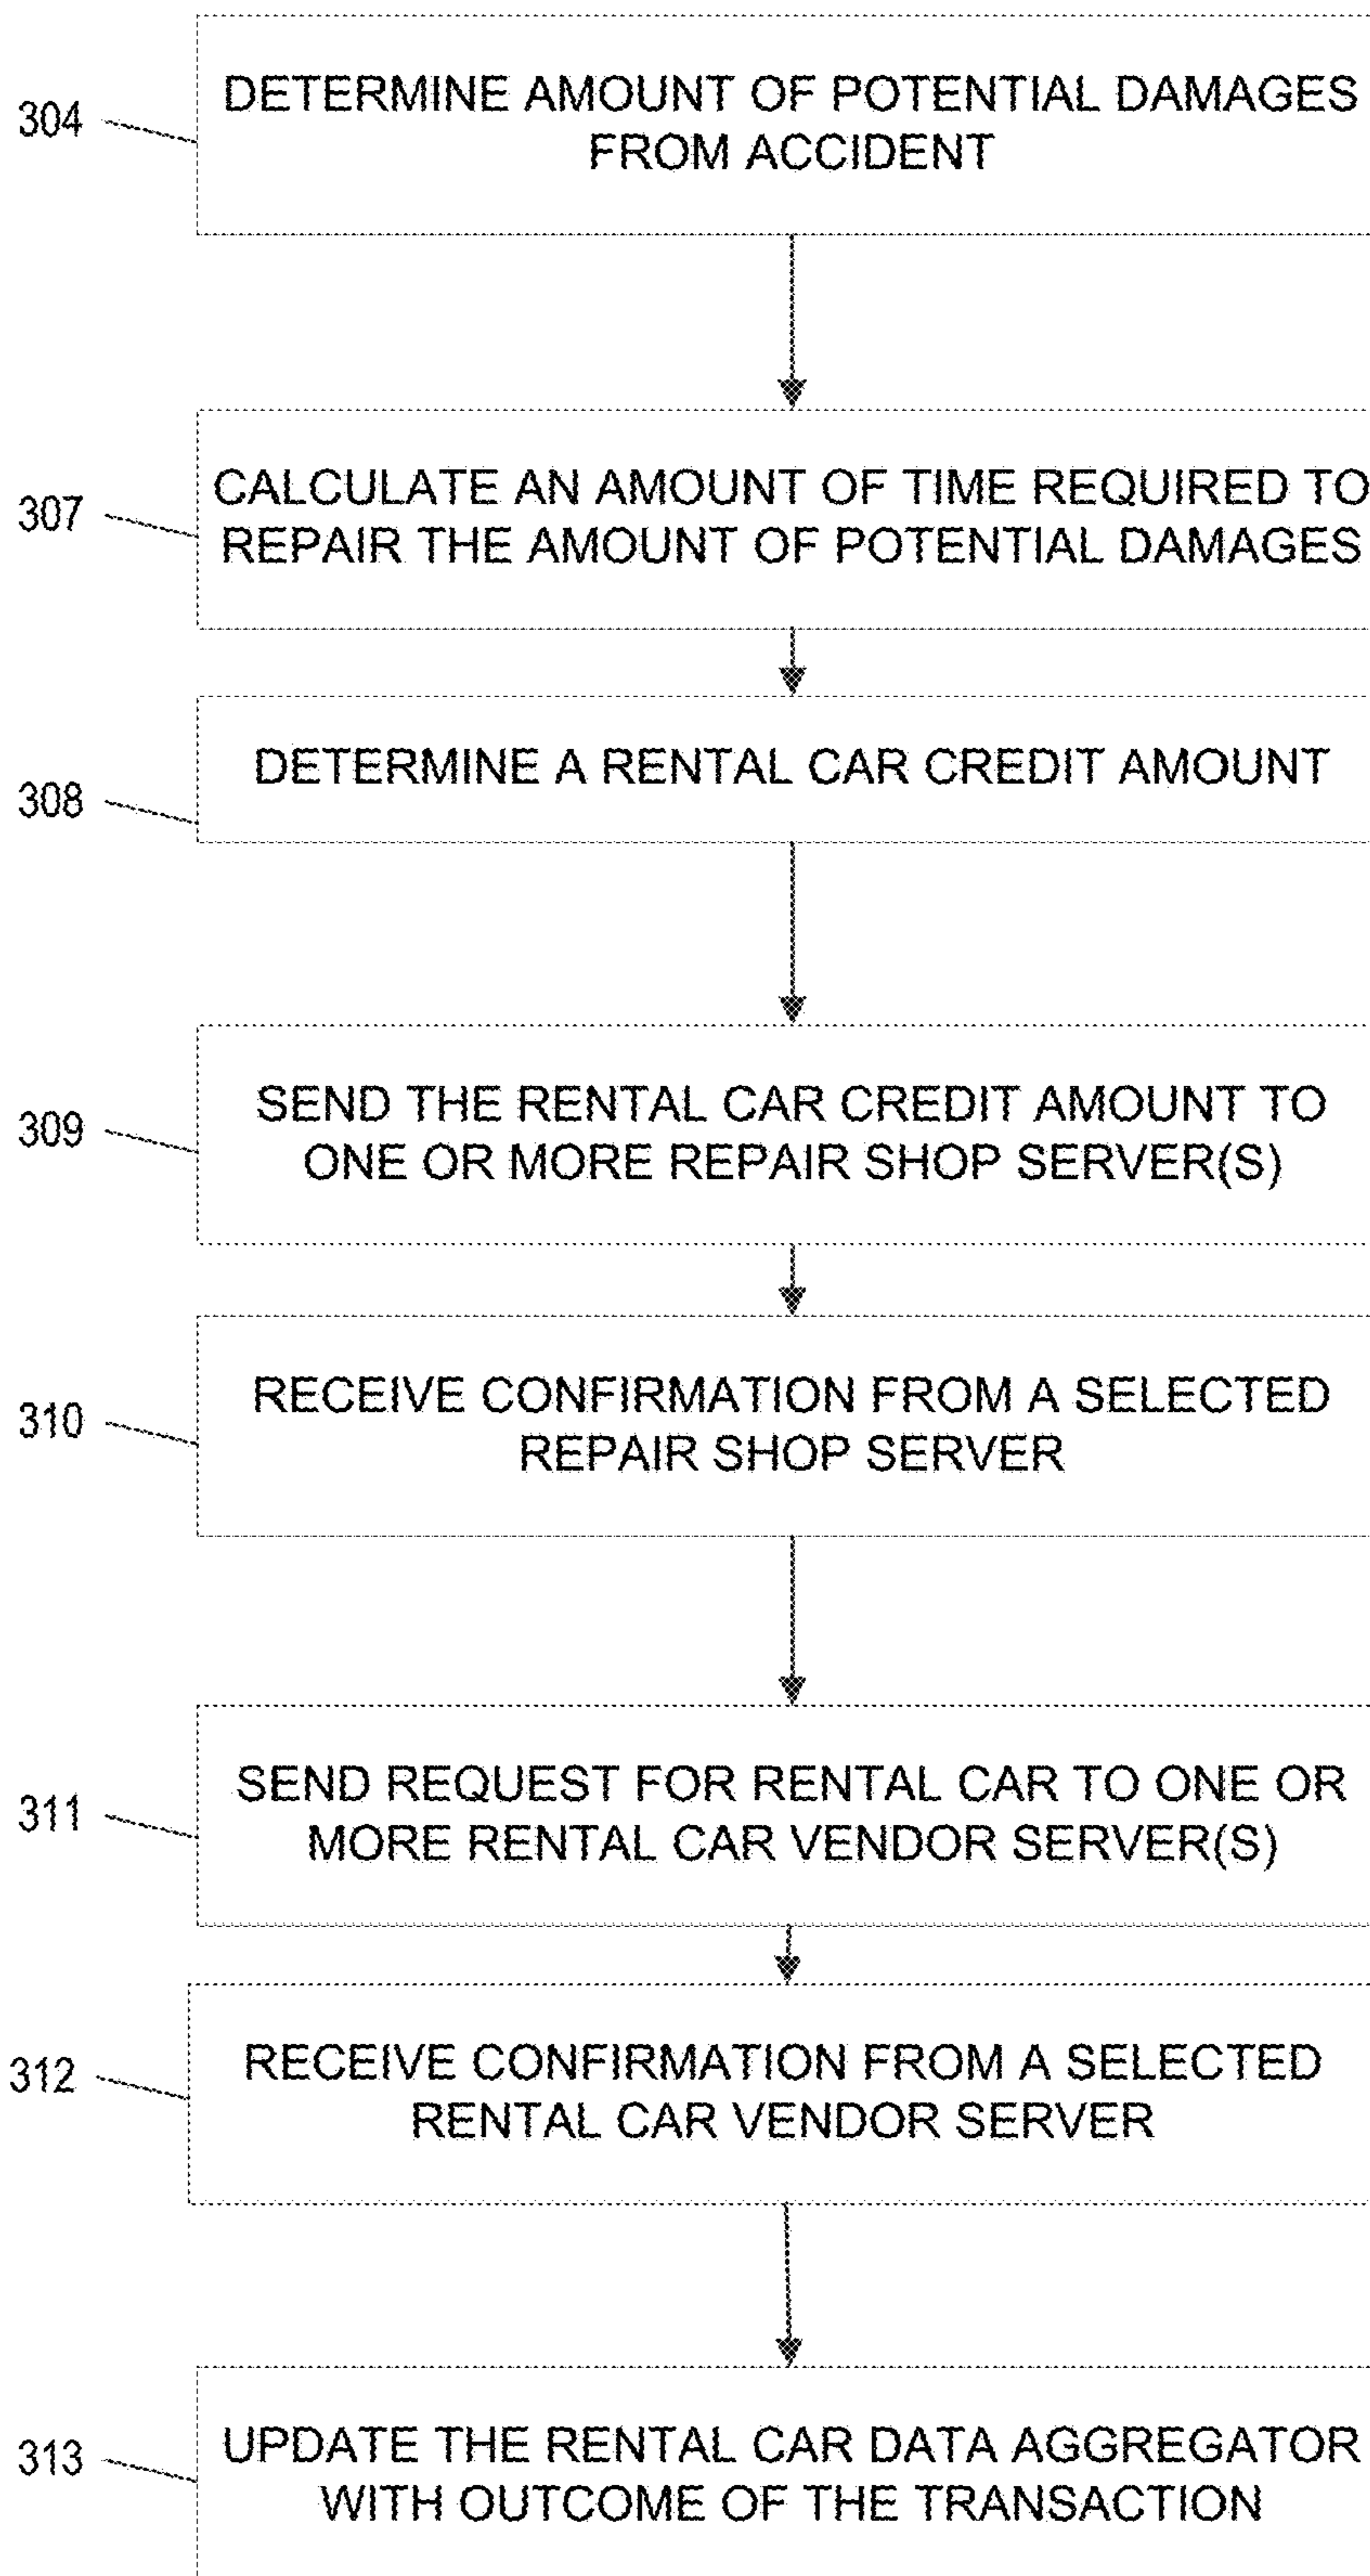 304
DETERMINE AMOUNT OF POTENTIAL DAMAGES
FROM ACCIDENT
307
CALCULATE AN AMOUNT OF TIME REQUIRED TO
REPAIR THE AMOUNT OF POTENTIAL DAMAGES
308
DETERMINE A RENTAL CAR CREDIT AMOUNT
309
SEND THE RENTAL CAR CREDIT AMOUNT TO
ONE OR MORE REPAIR SHOP SERVER(S)
310
RECEIVE CONFIRMATION FROM A SELECTED
REPAIR SHOP SERVER
311
SEND REQUEST FOR RENTAL CAR TO ONE OR
MORE RENTAL CAR VENDOR SERVER(S)
312
RECEIVE CONFIRMATION FROM A SELECTED
RENTAL CAR VENDOR SERVER
313
UPDATE THE RENTAL CAR DATA AGGREGATOR
WITH OUTCOME OF THE TRANSACTION